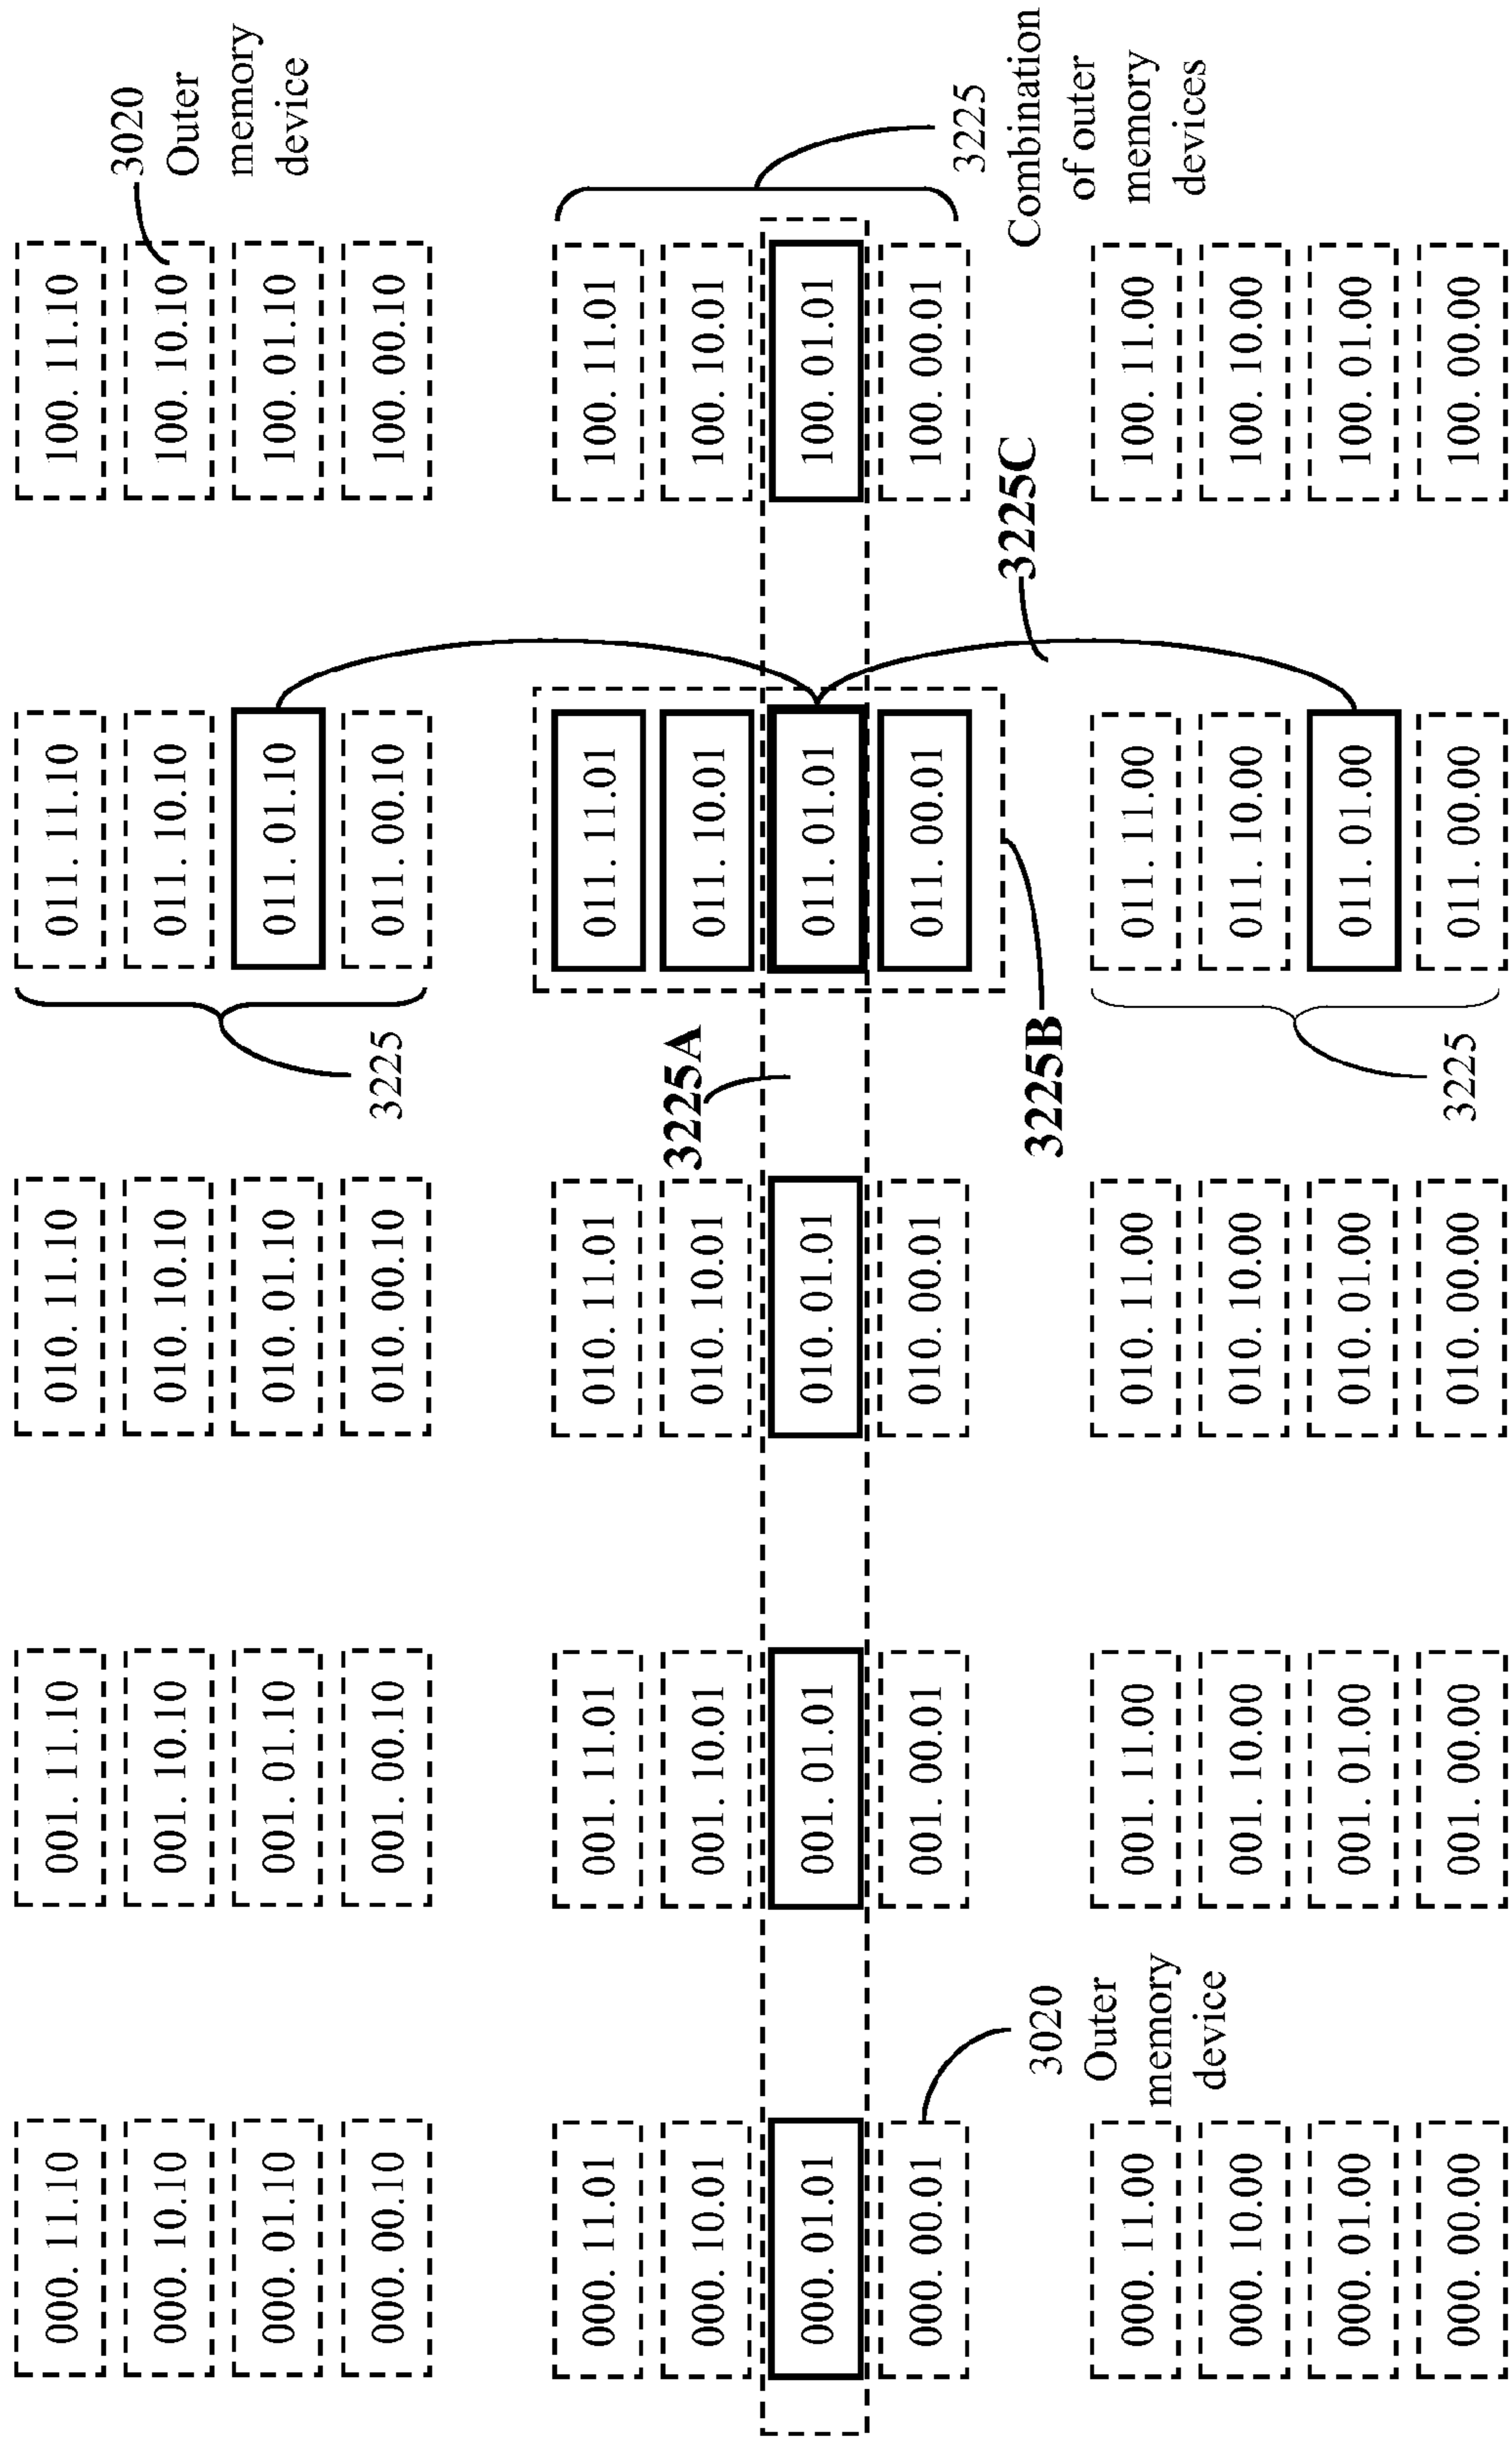 000. 11.10 001. 11.10 010. 11.10 011. 11.10 100. 11.10
000. 10.10 001. 10.10 010. 10.10 011. 10.10 100. 10.10
000. 01.10 001. 01.10 010. 01.10 011. 01.10 100. 01.10
000. 00.10 001. 00.10 010. 00.10 011. 00.10 100. 00.10
3020
Outer
memory
device
3225
000. 11.01 001. 11.01 010. 11.01 011. 11.01 100. 11.01
000. 10.01 001. 10.01 010. 10.01 011. 10.01 100. 10.01
3225A
000. 01.01 001. 01.01 010. 01.01 011. 01.01 100. 01.01
000. 00.01 001. 00.01 010. 00.01 011. 00.01 100. 00.01
3225
Combination
of outer
memory
devices
3225C
3225B
3020
Outer
memory
device
000. 11.00 001. 11.00 010. 11.00 011. 11.00 100. 11.00
000. 10.00 001. 10.00 010. 10.00 011. 10.00 100. 10.00
000. 01.00 001. 01.00 010. 01.00 011. 01.00 100. 01.00
000. 00.00 001. 00.00 010. 00.00 011. 00.00 100. 00.00
3225